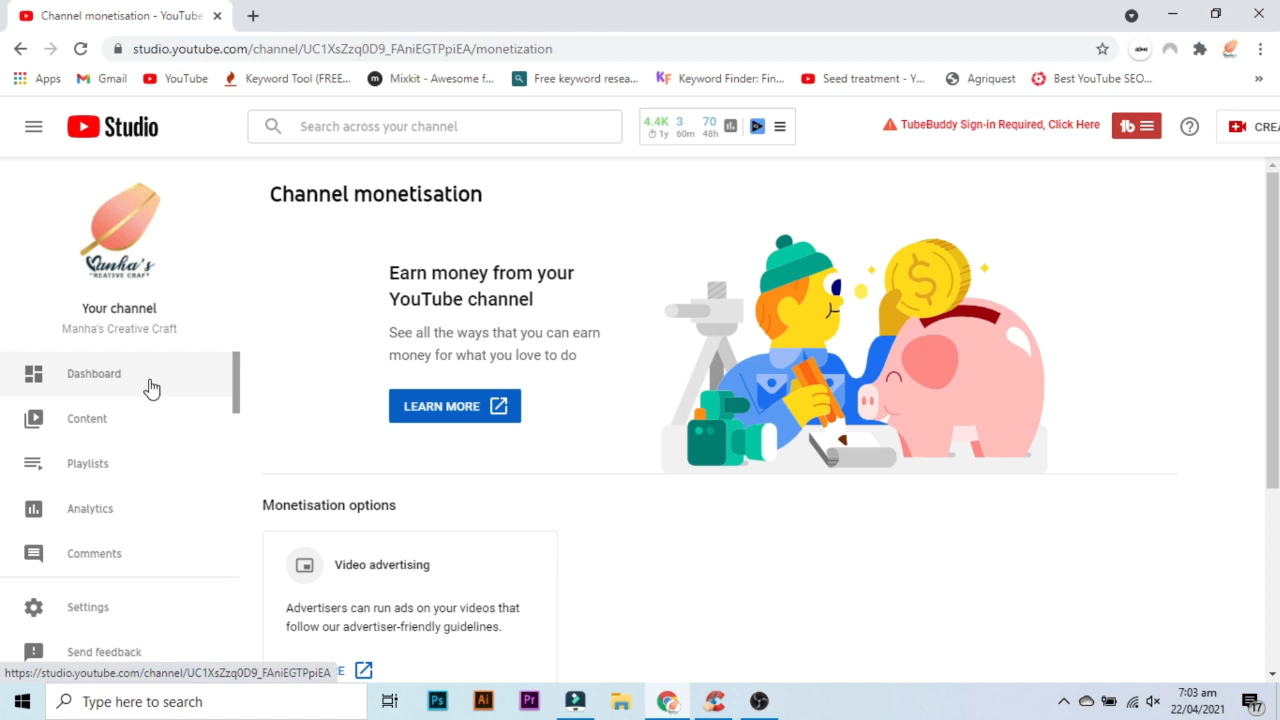 Channel monetisation - YouTube
studio.youtube.com/channel/UC1XsZzq0D9_FAniEGTPpiEA/monetization
Apps
Gmail
YouTube
Keyword Tool (FREE...
Mixkit - Awesome f...
Free keyword resea...
KF Keyword Finder: Fin...
Seed treatment - Y...
Agriquest
Best YouTube SEO...
»
Studio
Search across your channel
4.4K 3 70
1y 60m 48h
TubeBuddy Sign-in Required, Click Here
tb
CREA
Channel monetisation
Manha's
CREATIVE CRAFT
Your channel
Manha's Creative Craft
Dashboard
Content
Playlists
Analytics
Comments
Settings
Send feedback
Earn money from your
YouTube channel
See all the ways that you can earn
money for what you love to do
LEARN MORE
$
Monetisation options
Video advertising
Advertisers can run ads on your videos that
follow our advertiser-friendly guidelines.
https://studio.youtube.com/channel/UC1XsZzq0D9_FAniEGTPpiEA
E
Type here to search
Ps
Ai
Pr
7:03 am
22/04/2021
17